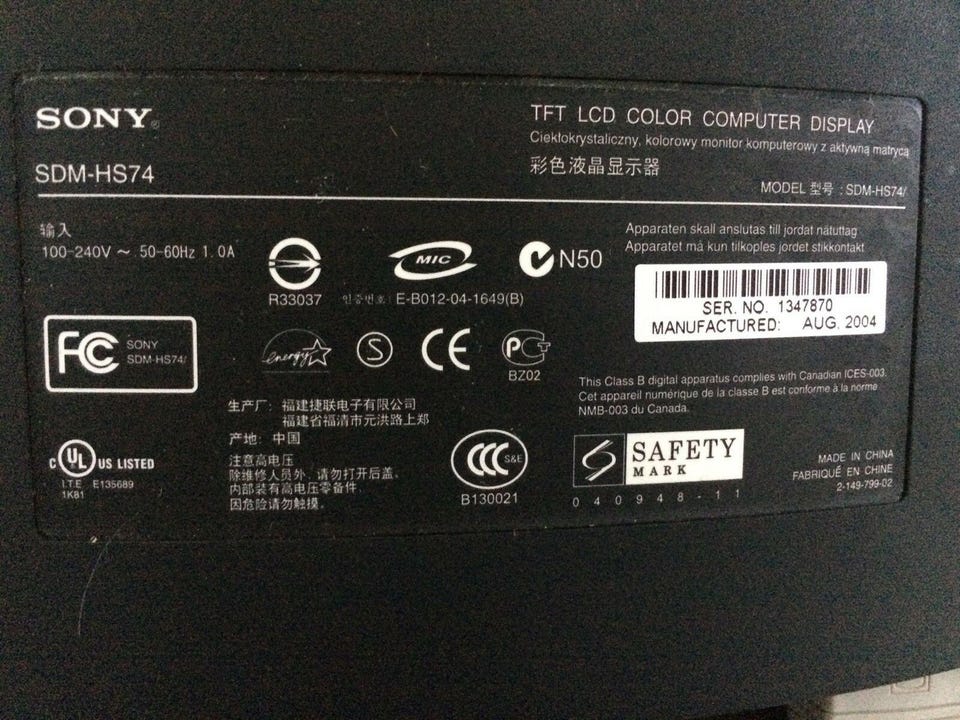 SONY®
TFT LCD COLOR COMPUTER DISPLAY
Ciekłokrystaliczny, kolorowy monitor komputerowy z aktywną matrycą
SDM-HS74
彩色液晶显示器
MODEL 型号 : SDM-HS74/
输入
100-240V ~ 50-60Hz 1.0A
R33037
MIC
인증번호: E-B012-04-1649(B)
N50
Apparaten skall anslutas till jordat nätuttag
Apparatet må kun tilkoples jordet stikkontakt
SER. NO. 1347870
MANUFACTURED: AUG. 2004
FC SONY
SDM-HS74/
energy
S
CE
PCT
BZ02
This Class B digital apparatus complies with Canadian ICES-003.
Cet appareil numérique de la classe B est conforme à la norme
NMB-003 du Canada.
生产厂: 福建捷联电子有限公司
福建省福清市元洪路上郑
产地: 中国
注意高电压
除维修人员外, 请勿打开后盖。
内部装有高电压零备件,
因危险请勿触摸。
C UL US LISTED
I.T.E E135689
1K81
CCC S&E
B130021
SAFETY
MARK
040948-11
MADE IN CHINA
FABRIQUÉ EN CHINE
2-149-799-02